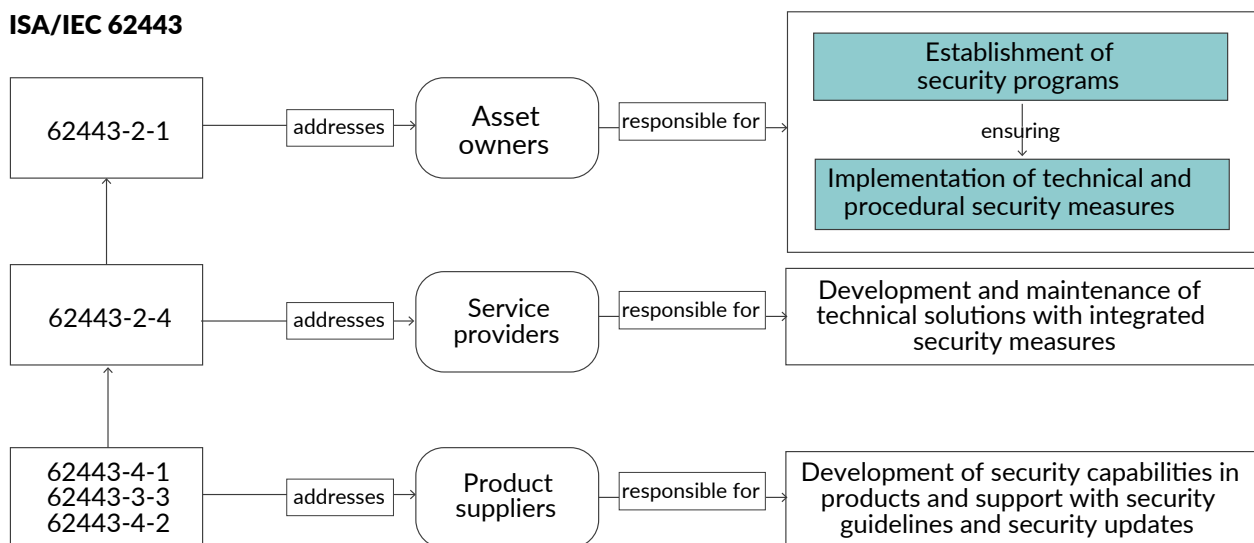 ISA/IEC 62443
62443-2-1
addresses
Asset
owners
responsible for
Establishment of
security programs
ensuring
Implementation of technical and
procedural security measures
62443-2-4
addresses
Service
providers
responsible for
Development and maintenance of
technical solutions with integrated
security measures
62443-4-1
62443-3-3
62443-4-2
addresses
Product
suppliers
responsible for
Development of security capabilities in
products and support with security
guidelines and security updates